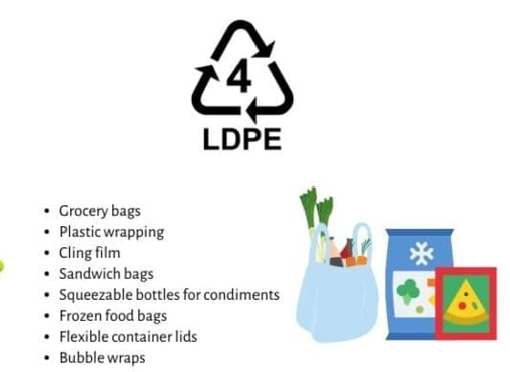 4
LDPE
• Grocery bags
• Plastic wrapping
• Cling film
• Sandwich bags
• Squeezable bottles for condiments
• Frozen food bags
• Flexible container lids
• Bubble wraps